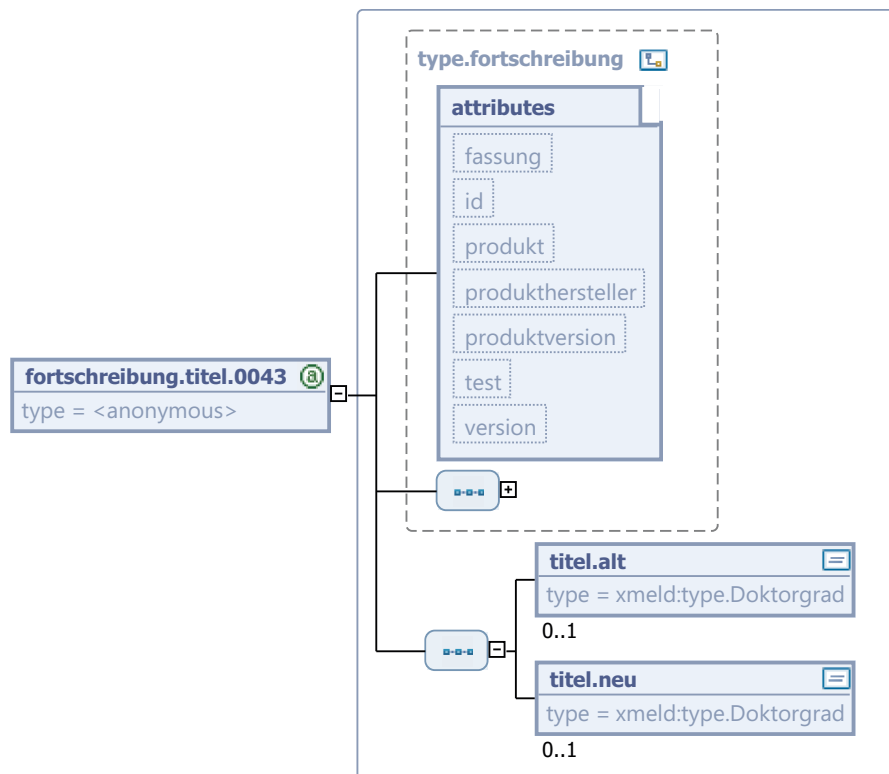 type.fortschreibung
attributes
fassung
id
produkt
produkthersteller
produktversion
test
version
fortschreibung.titel.0043 @
type = <anonymous>
titel.alt
type = xmeld:type.Doktorgrad
0..1
titel.neu
type = xmeld:type.Doktorgrad
0..1